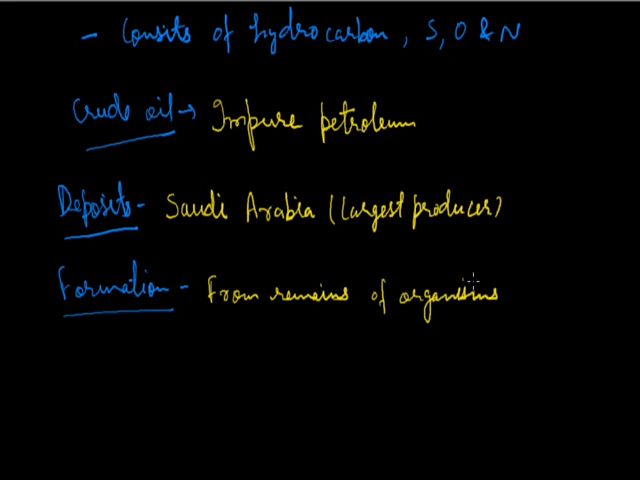 - Consits of hydrocarbon, S, O & N
Crude oil → Impure petroleum
Deposits - Saudi Arabia (largest producer)
Formation - From remains of organisms